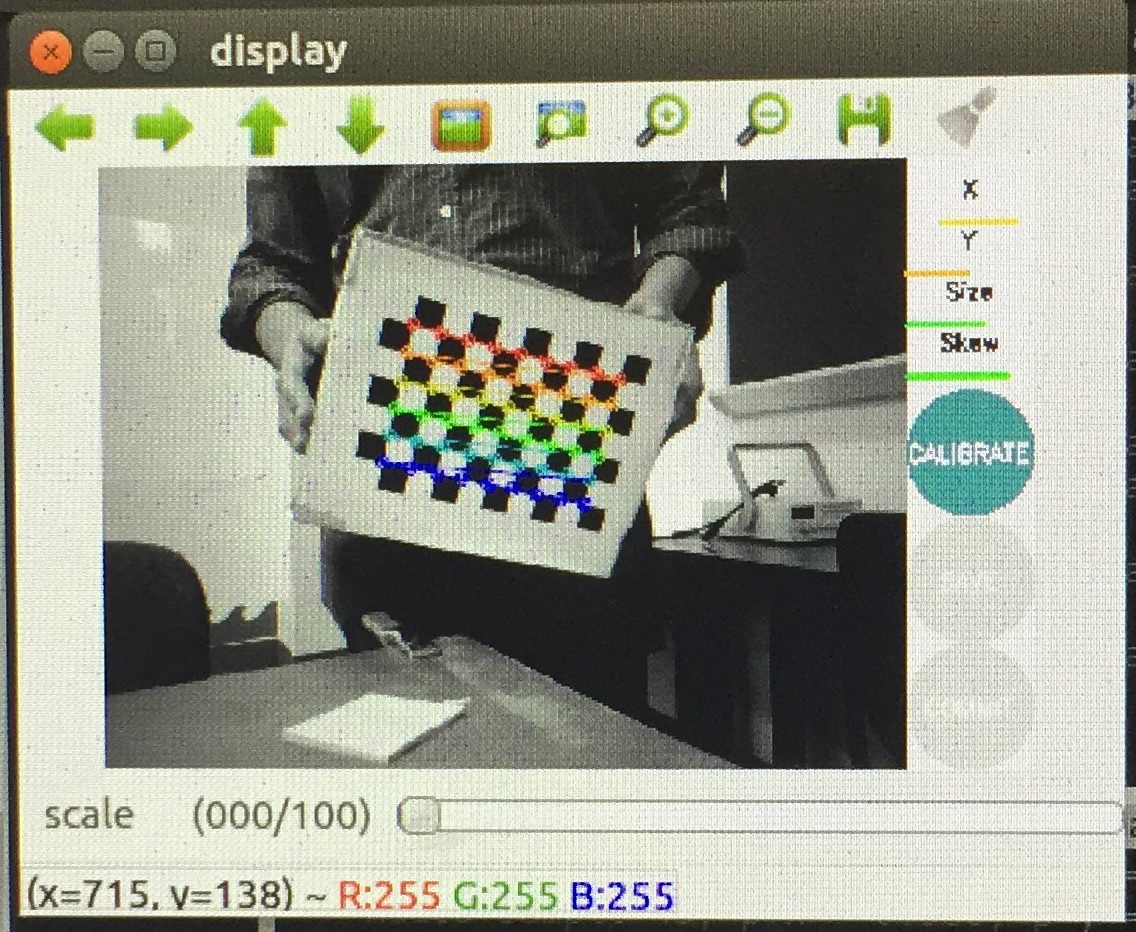 display
X
Y
Size
Skew
CALIBRATE
scale (000/100)
(x=715, y=138) ~ R:255 G:255 B:255